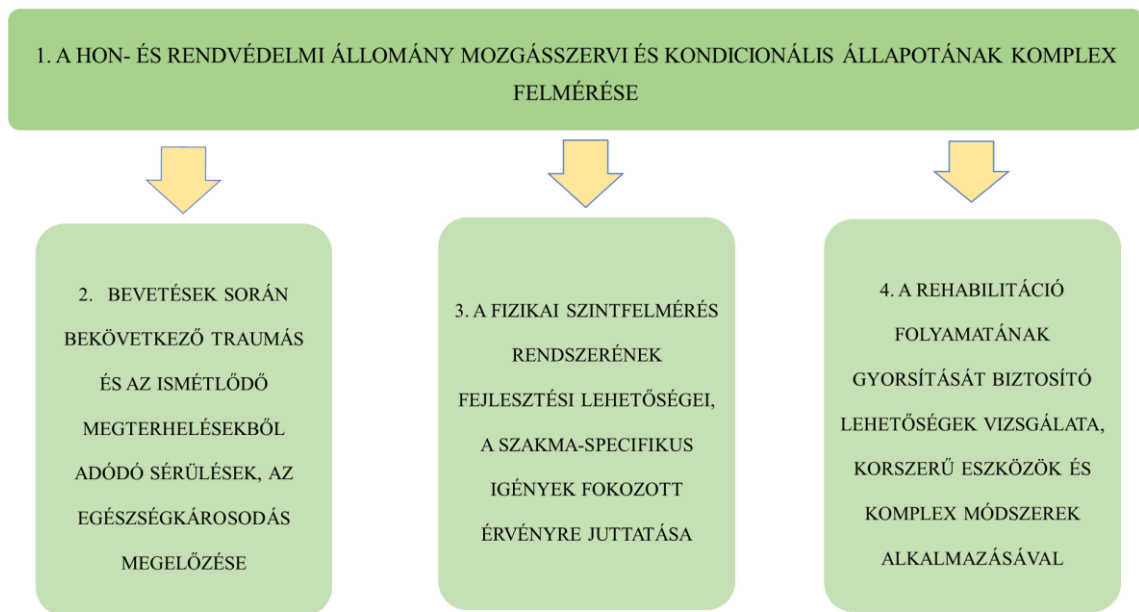 1. A HON- ÉS RENDVÉDELMI ÁLLOMÁNY MOZGÁSSZERVI ÉS KONDICIONÁLIS ÁLLAPOTÁNAK KOMPLEX
FELMÉRÉSE
2. BEVETÉSEK SORÁN
BEKÖVETKEZŐ TRAUMÁS
ÉS AZ ISMÉTLŐDŐ
MEGTERHELÉSEKBŐL
ADÓDÓ SÉRÜLÉSEK, AZ
EGÉSZSÉGKÁROSODÁS
MEGELŐZÉSE
3. A FIZIKAI SZINTFELMÉRÉS
RENDSZERÉNEK
FEJLESZTÉSI LEHETŐSÉGEI,
A SZAKMA-SPECIFIKUS
IGÉNYEK FOKOZOTT
ÉRVÉNYRE JUTTATÁSA
4. A REHABILITÁCIÓ
FOLYAMATÁNAK
GYORSÍTÁSÁT BIZTOSÍTÓ
LEHETŐSÉGEK VIZSGÁLATA,
KORSZERŰ ESZKÖZÖK ÉS
KOMPLEX MÓDSZEREK
ALKALMAZÁSÁVAL